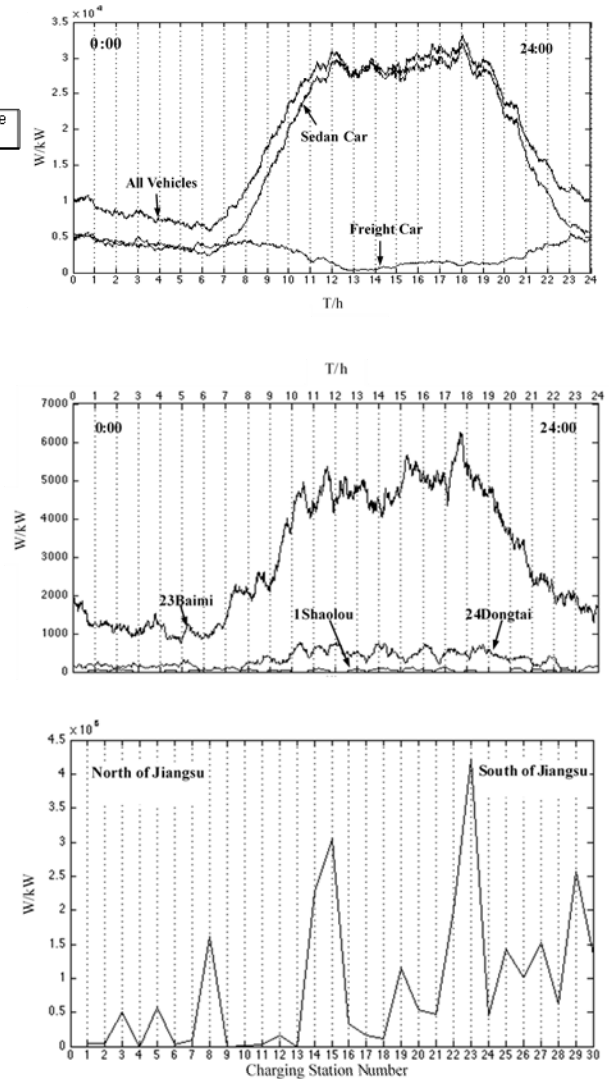 × 10⁴
3.5
0:00
24:00
3
2.5
Sedan Car
2
W/kW
1.5
All Vehicles
1
Freight Car
0.5
0
0 1 2 3 4 5 6 7 8 9 10 11 12 13 14 15 16 17 18 19 20 21 22 23 24
T/h
e
T/h
0 1 2 3 4 5 6 7 8 9 10 11 12 13 14 15 16 17 18 19 20 21 22 23 24
7000
0:00
24:00
6000
5000
4000
W/kW
3000
2000
23Baimi
1Shaolou
24Dongtai
1000
0
4.5
North of Jiangsu
South of Jiangsu
4
3.5
3
2.5
W/kW
2
1.5
1
0.5
0
0 1 2 3 4 5 6 7 8 9 10 11 12 13 14 15 16 17 18 19 20 21 22 23 24 25 26 27 28 29 30
Charging Station Number